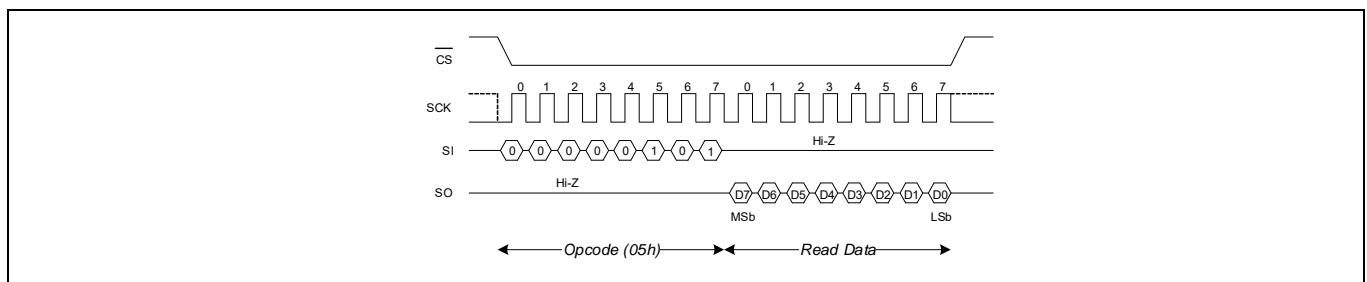 CS
0 1 2 3 4 5 6 7 0 1 2 3 4 5 6 7
SCK
Hi-Z
SI 0 0 0 0 0 1 0 1
Hi-Z
SO D7 D6 D5 D4 D3 D2 D1 D0
MSb LSb
Opcode (05h) Read Data